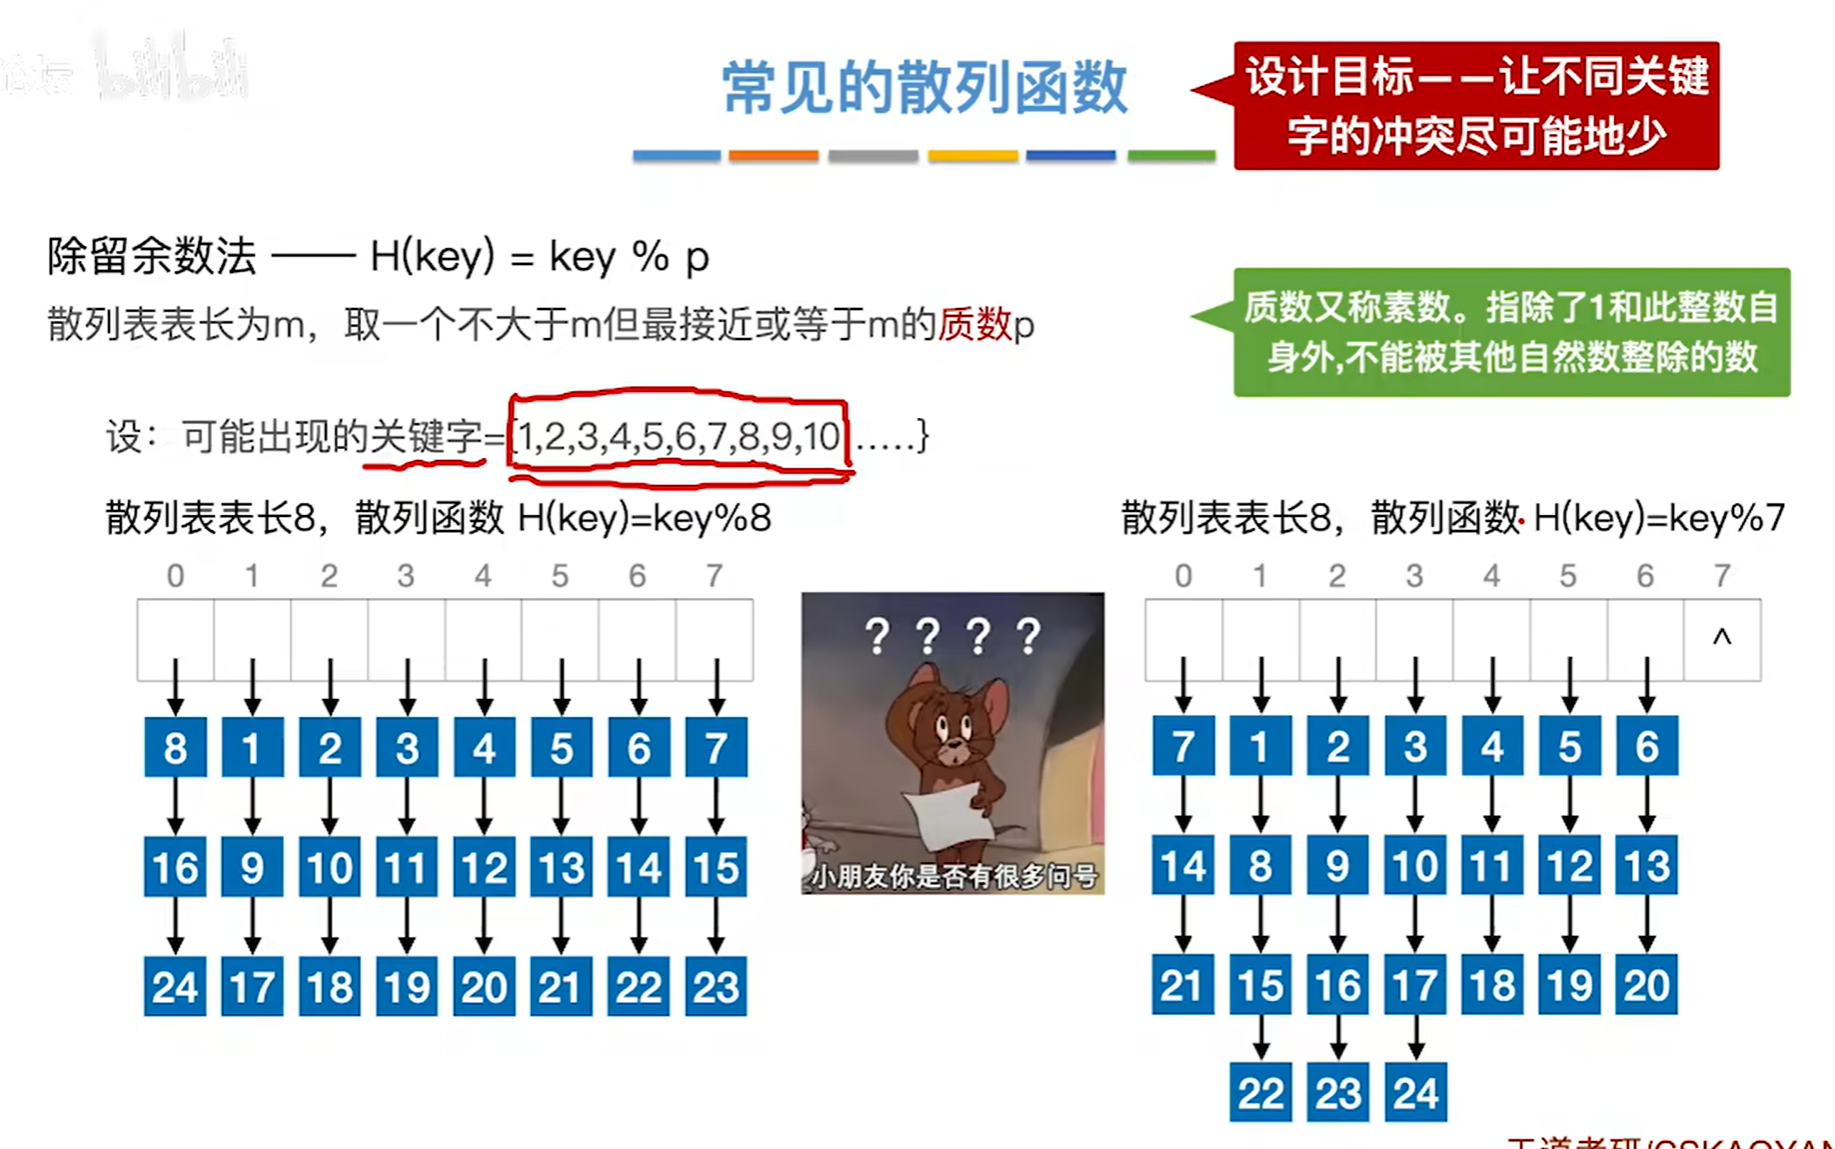 论坛 bilibili
常见的散列函数
设计目标——让不同关键
字的冲突尽可能地少
除留余数法 —— H(key) = key % p
散列表表长为m，取一个不大于m但最接近或等于m的质数p
质数又称素数。指除了1和此整数自
身外,不能被其他自然数整除的数
设：可能出现的关键字={1,2,3,4,5,6,7,8,9,10.....}
散列表表长8，散列函数 H(key)=key%8
0 1 2 3 4 5 6 7
8 1 2 3 4 5 6 7
16 9 10 11 12 13 14 15
24 17 18 19 20 21 22 23
? ? ? ?
小朋友你是否有很多问号
散列表表长8，散列函数 H(key)=key%7
0 1 2 3 4 5 6 7
^
7 1 2 3 4 5 6
14 8 9 10 11 12 13
21 15 16 17 18 19 20
22 23 24
王道考研/CSKAOYAN